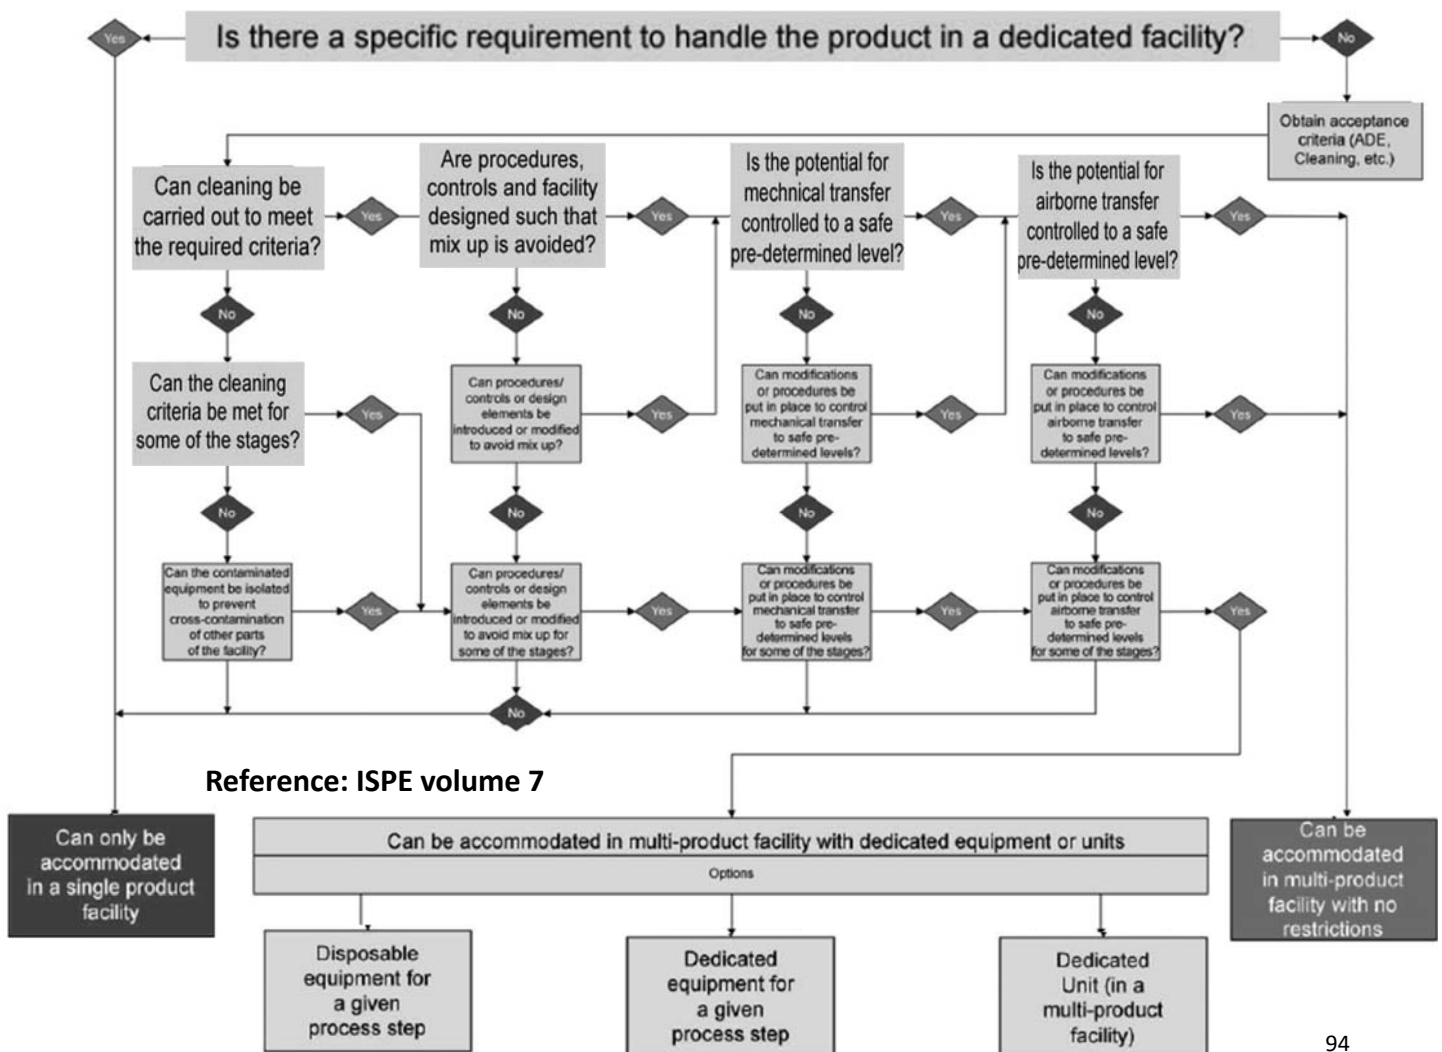 Is there a specific requirement to handle the product in a dedicated facility?
Yes
No
Obtain acceptance
criteria (ADE,
Cleaning, etc.)
Can cleaning be
carried out to meet
the required criteria?
Yes
Are procedures,
controls and facility
designed such that
mix up is avoided?
Yes
Is the potential for
mechnical transfer
controlled to a safe
pre-determined level?
Yes
Is the potential for
airborne transfer
controlled to a safe
pre-determined level?
Yes
No
No
No
No
Can the cleaning
criteria be met for
some of the stages?
Yes
Can procedures/
controls or design
elements be
introduced or modified
to avoid mix up?
Yes
Can modifications
or procedures be
put in place to control
mechanical transfer
to safe pre-
determined levels?
Yes
Can modifications
or procedures be
put in place to control
airborne transfer
to safe pre-
determined levels?
Yes
No
No
No
No
Can the contaminated
equipment be isolated
to prevent
cross-contamination
of other parts
of the facility?
Yes
Can procedures/
controls or design
elements be
introduced or modified
to avoid mix up for
some of the stages?
Yes
Can modifications
or procedures be
put in place to control
mechanical transfer
to safe pre-
determined levels
for some of the stages?
Yes
Can modifications
or procedures be
put in place to control
airborne transfer
to safe pre-
determined levels
for some of the stages?
Yes
No
Reference: ISPE volume 7
Can only be
accommodated
in a single product
facility
Can be accommodated in multi-product facility with dedicated equipment or units
Options
Can be
accommodated
in multi-product
facility with no
restrictions
Disposable
equipment for
a given
process step
Dedicated
equipment for
a given
process step
Dedicated
Unit (in a
multi-product
facility)
94